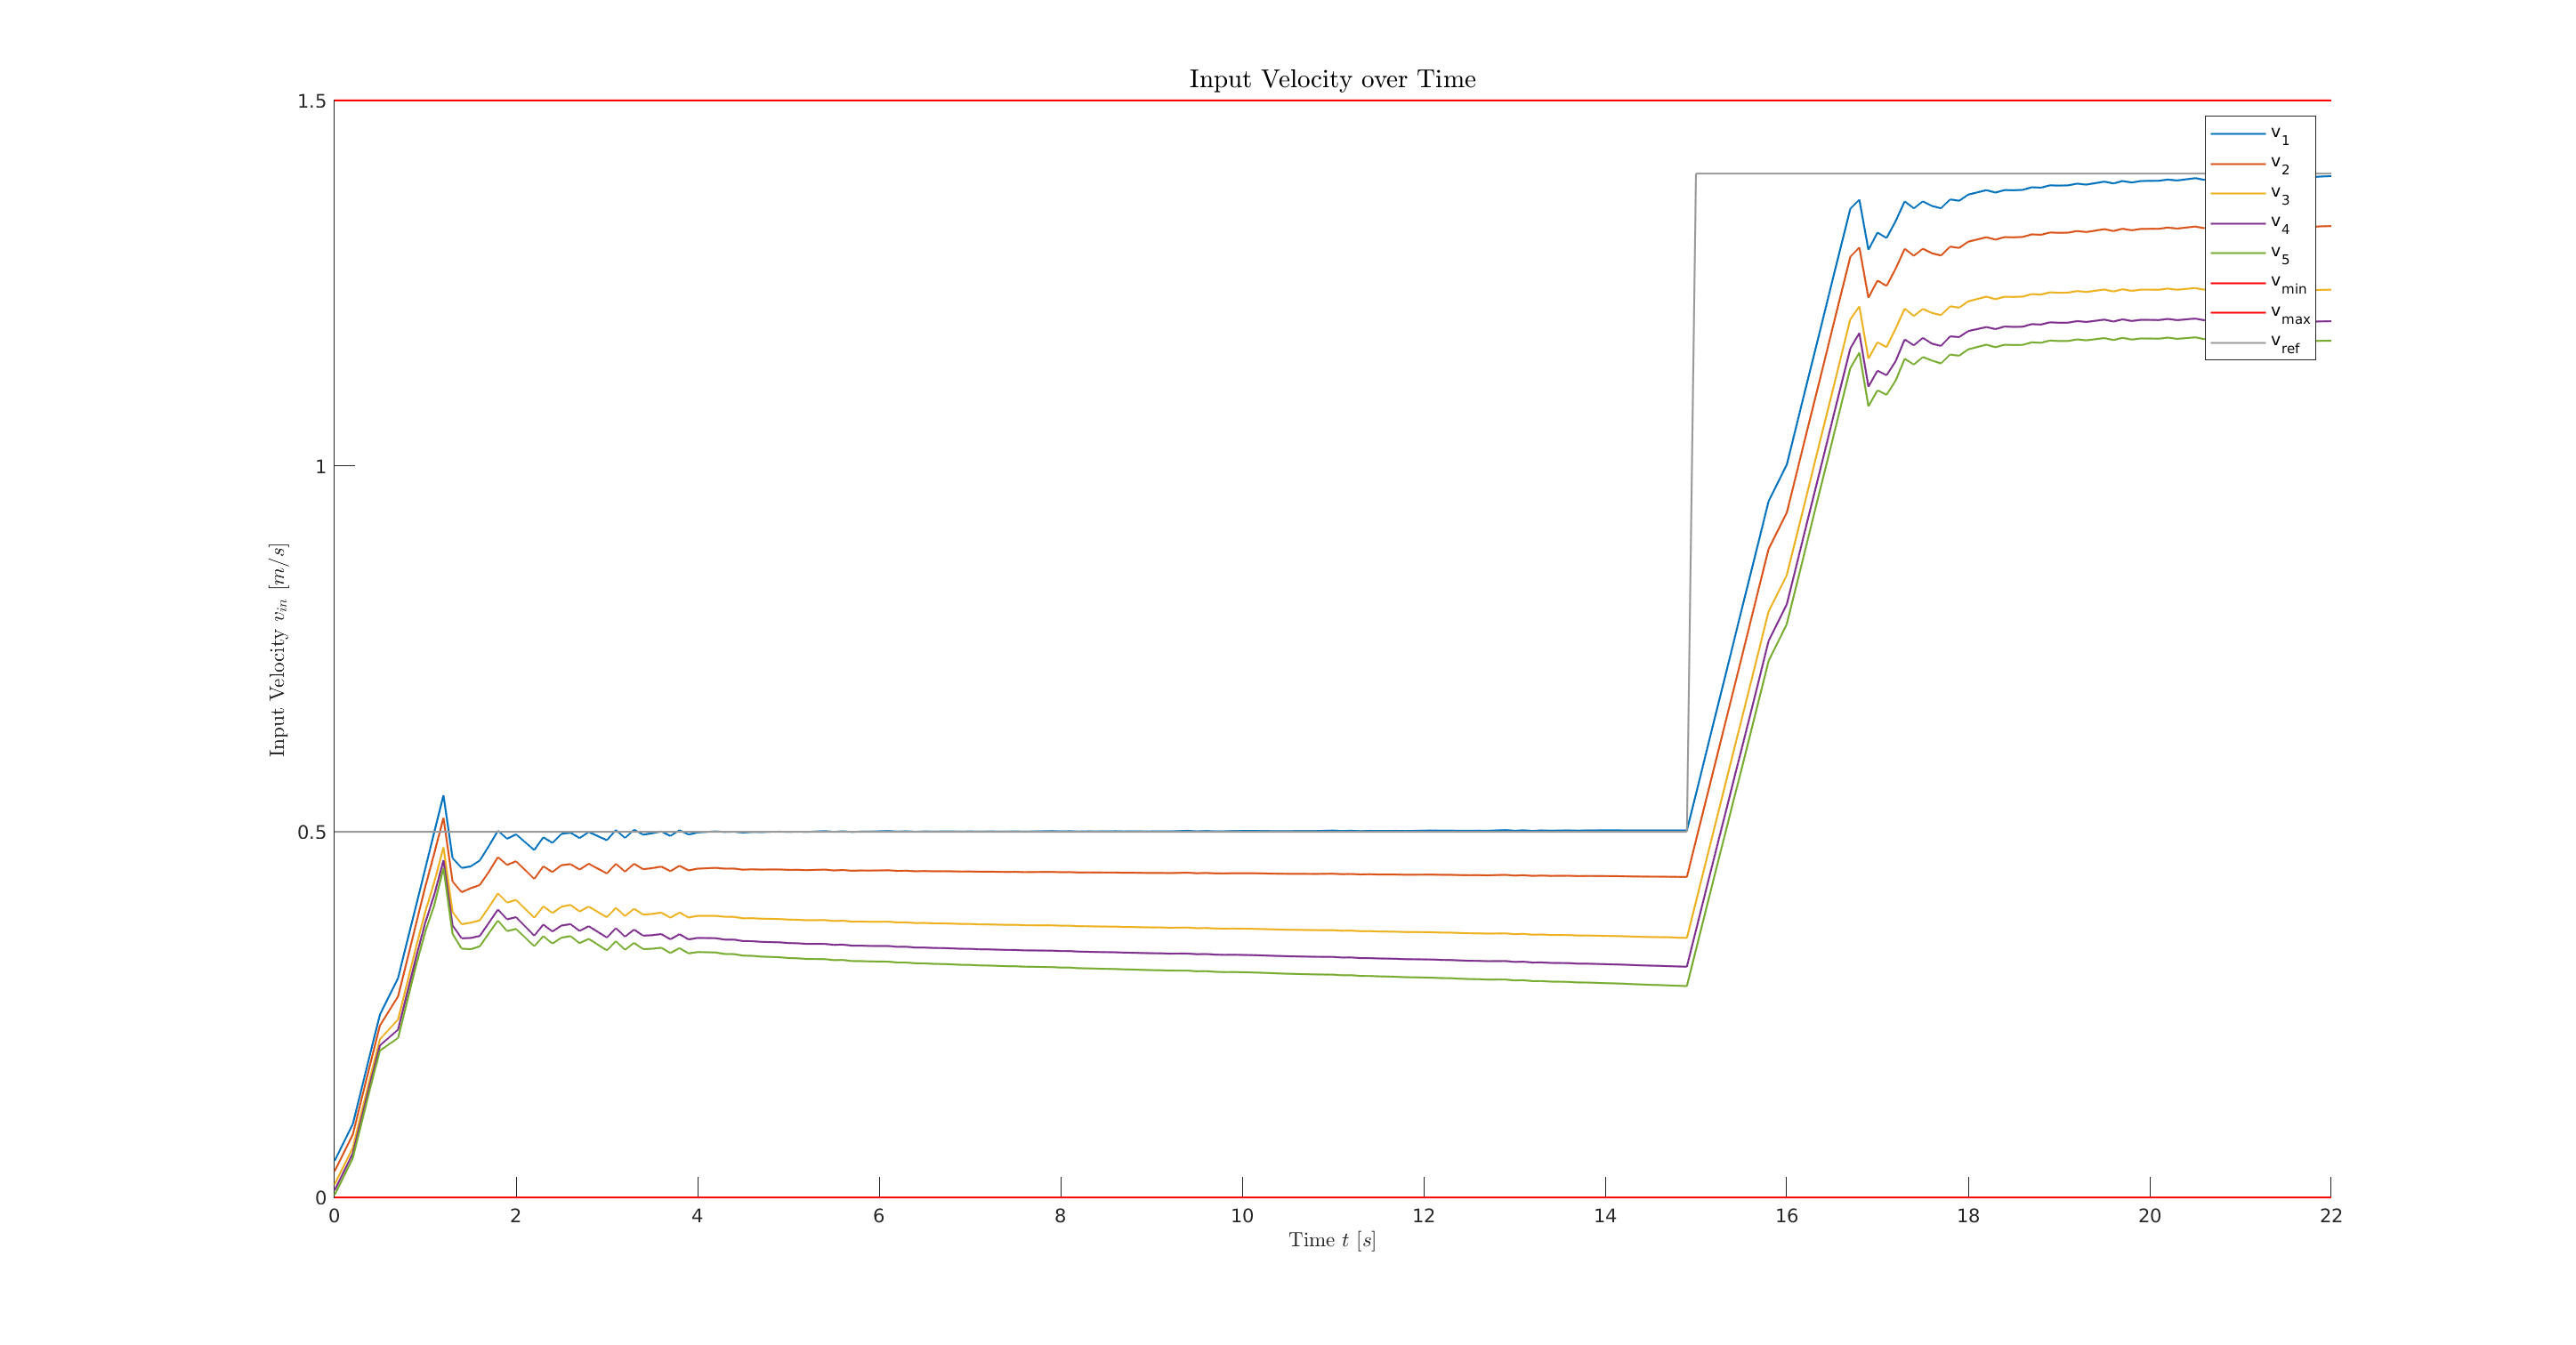 Input Velocity over Time
1.5
1
0.5
0
Input Velocity v_in [m/s]
0 2 4 6 8 10 12 14 16 18 20 22
Time t [s]
v_1
v_2
v_3
v_4
v_5
v_min
v_max
v_ref